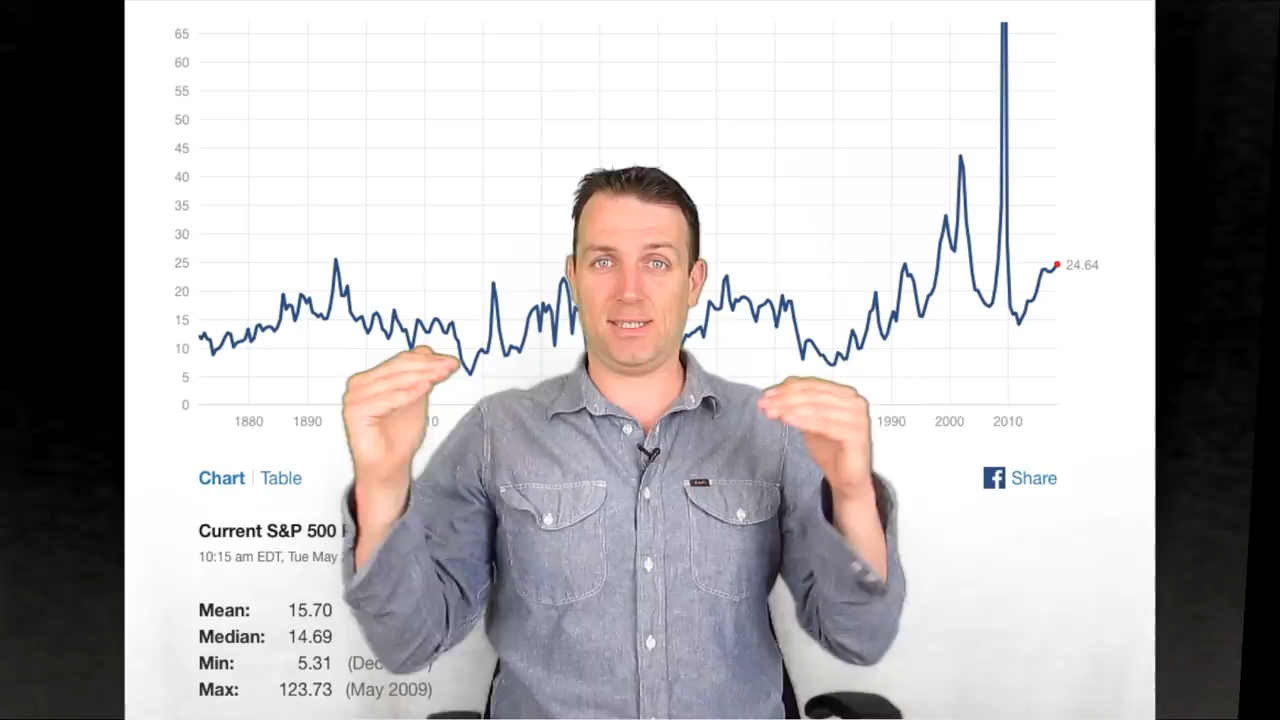 65
60
55
50
45
40
35
30
25
20
15
10
5
0
24.64
1880 1890 10 1990 2000 2010
Chart | Table
Share
Current S&P 500
10:15 am EDT, Tue May
Mean: 15.70
Median: 14.69
Min: 5.31 (Dec
Max: 123.73 (May 2009)